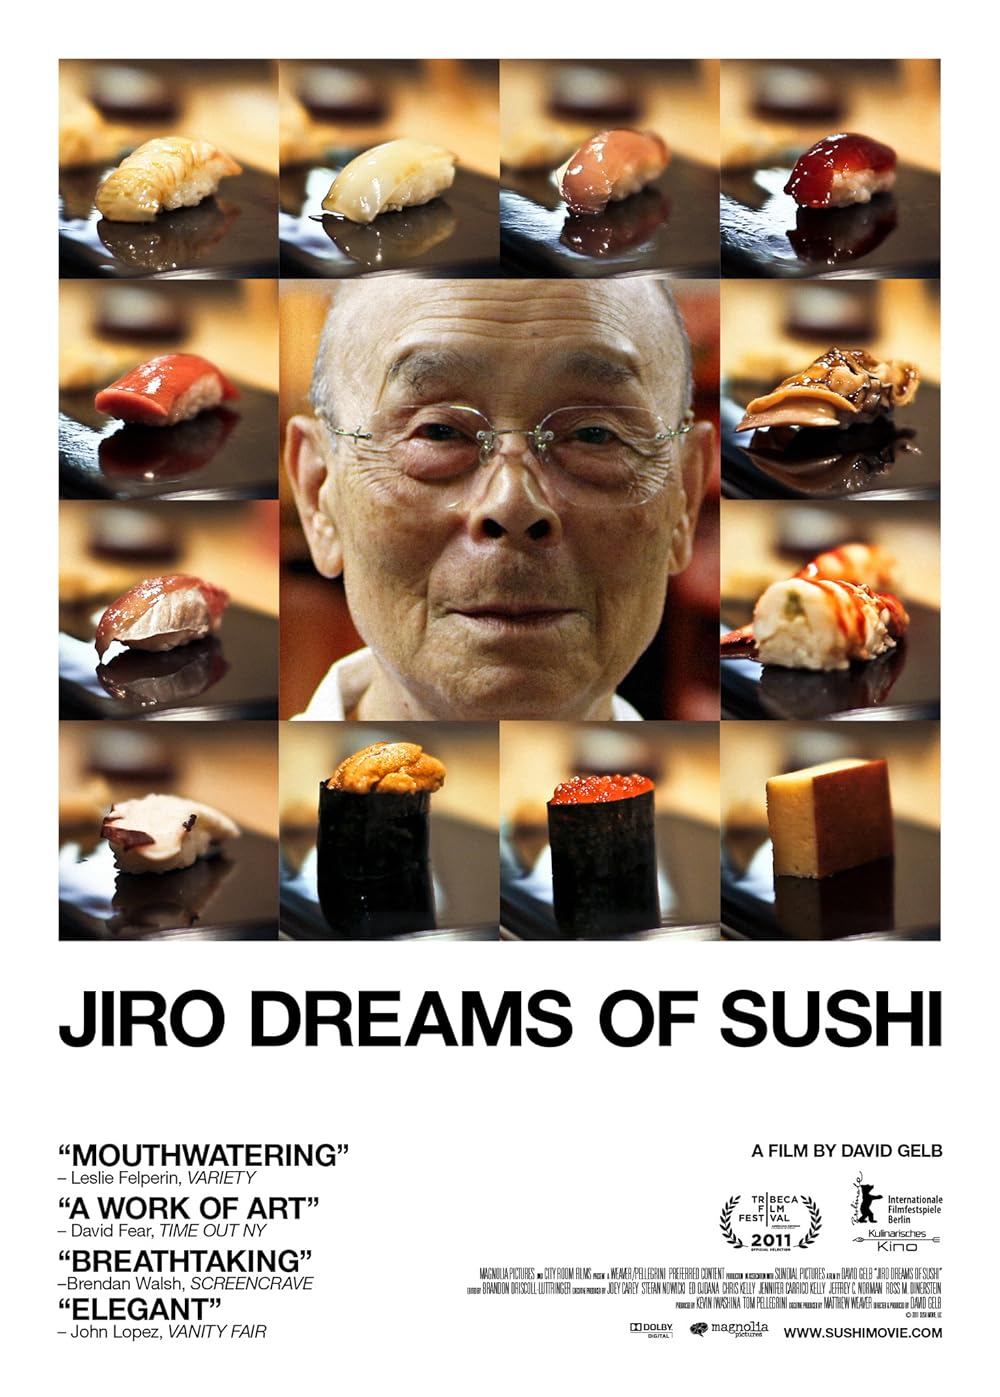 JIRO DREAMS OF SUSHI
“MOUTHWATERING”
– Leslie Felperin, VARIETY
“A WORK OF ART”
– David Fear, TIME OUT NY
“BREATHTAKING”
–Brendan Walsh, SCREENCRAVE
“ELEGANT”
– John Lopez, VANITY FAIR
A FILM BY DAVID GELB
TRIBECA
FILM
FESTIVAL
2011
OFFICIAL SELECTION
Berlinale
Internationale
Filmfestspiele
Berlin
Kulinarisches
Kino
MAGNOLIA PICTURES AND CITY ROOM FILMS PRESENT A WEAVER/PELLEGRINI PREFERRED CONTENT PRODUCTION IN ASSOCIATION WITH SUNDIAL PICTURES A FILM BY DAVID GELB "JIRO DREAMS OF SUSHI"
EDITED BY BRANDON DRISCOLL-LUTTRINGER EXECUTIVE PRODUCED BY JOEY CAREY STEFAN NOWICKI ED OJDANA CHRIS KELLY JENNIFER CARRICO KELLY JEFFREY C. NORMAN ROSS M. DINERSTEIN
PRODUCED BY KEVIN IWASHINA TOM PELLEGRINI EXECUTIVE PRODUCED BY MATTHEW WEAVER DIRECTED & PRODUCED BY DAVID GELB
© 2011 SUSHI MOVIE, LLC
DOLBY
DIGITAL
magnolia
pictures
WWW.SUSHIMOVIE.COM